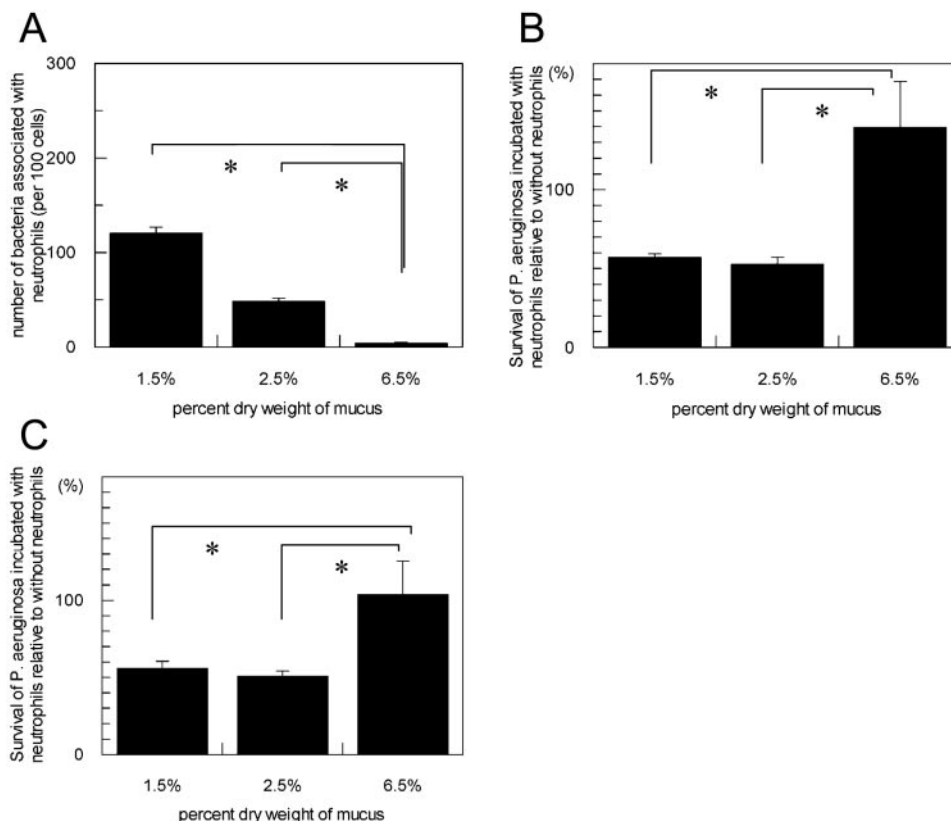 A
number of bacteria associated with
neutrophils (per 100 cells)
300
200
100
0
*
*
1.5%
2.5%
6.5%
percent dry weight of mucus
B
Survival of P. aeruginosa incubated with
neutrophils relative to without neutrophils
(%)
100
0
*
*
1.5%
2.5%
6.5%
percent dry weight of mucus
C
Survival of P. aeruginosa incubated with
neutrophils relative to without neutrophils
(%)
100
0
*
*
1.5%
2.5%
6.5%
percent dry weight of mucus